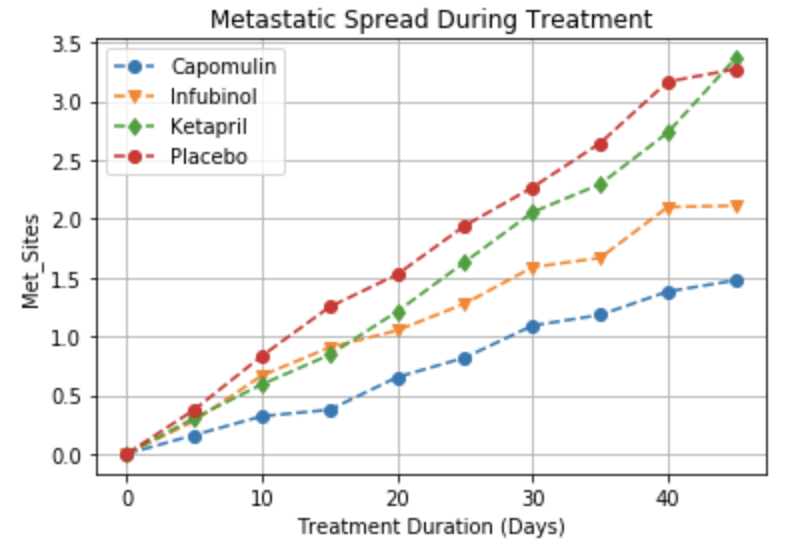 Metastatic Spread During Treatment
3.5
3.0
2.5
2.0
1.5
1.0
0.5
0.0
Met_Sites
Capomulin
Infubinol
Ketapril
Placebo
0 10 20 30 40
Treatment Duration (Days)